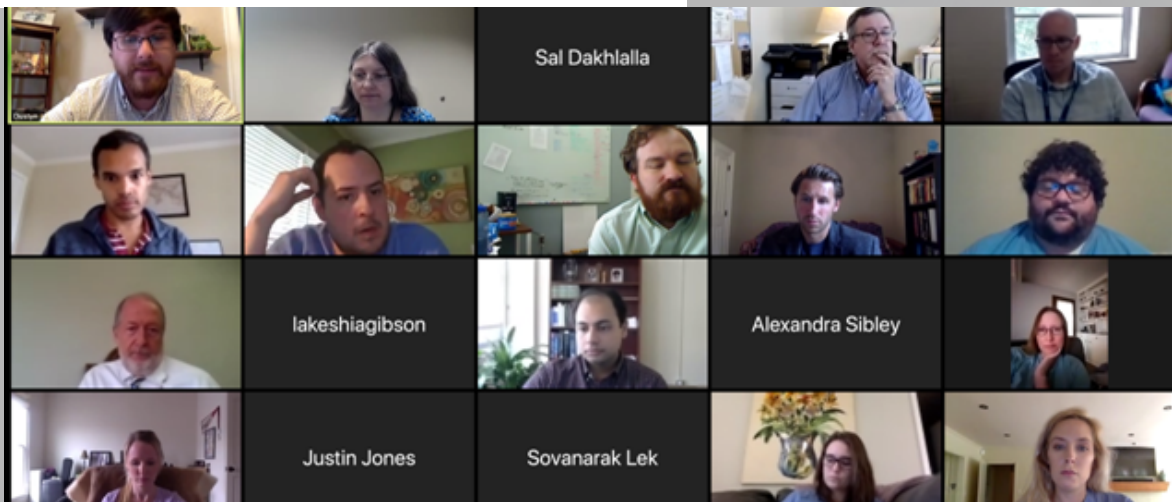 Sal Dakhlalla
lakeshiagibson
Alexandra Sibley
Justin Jones
Sovanarak Lek